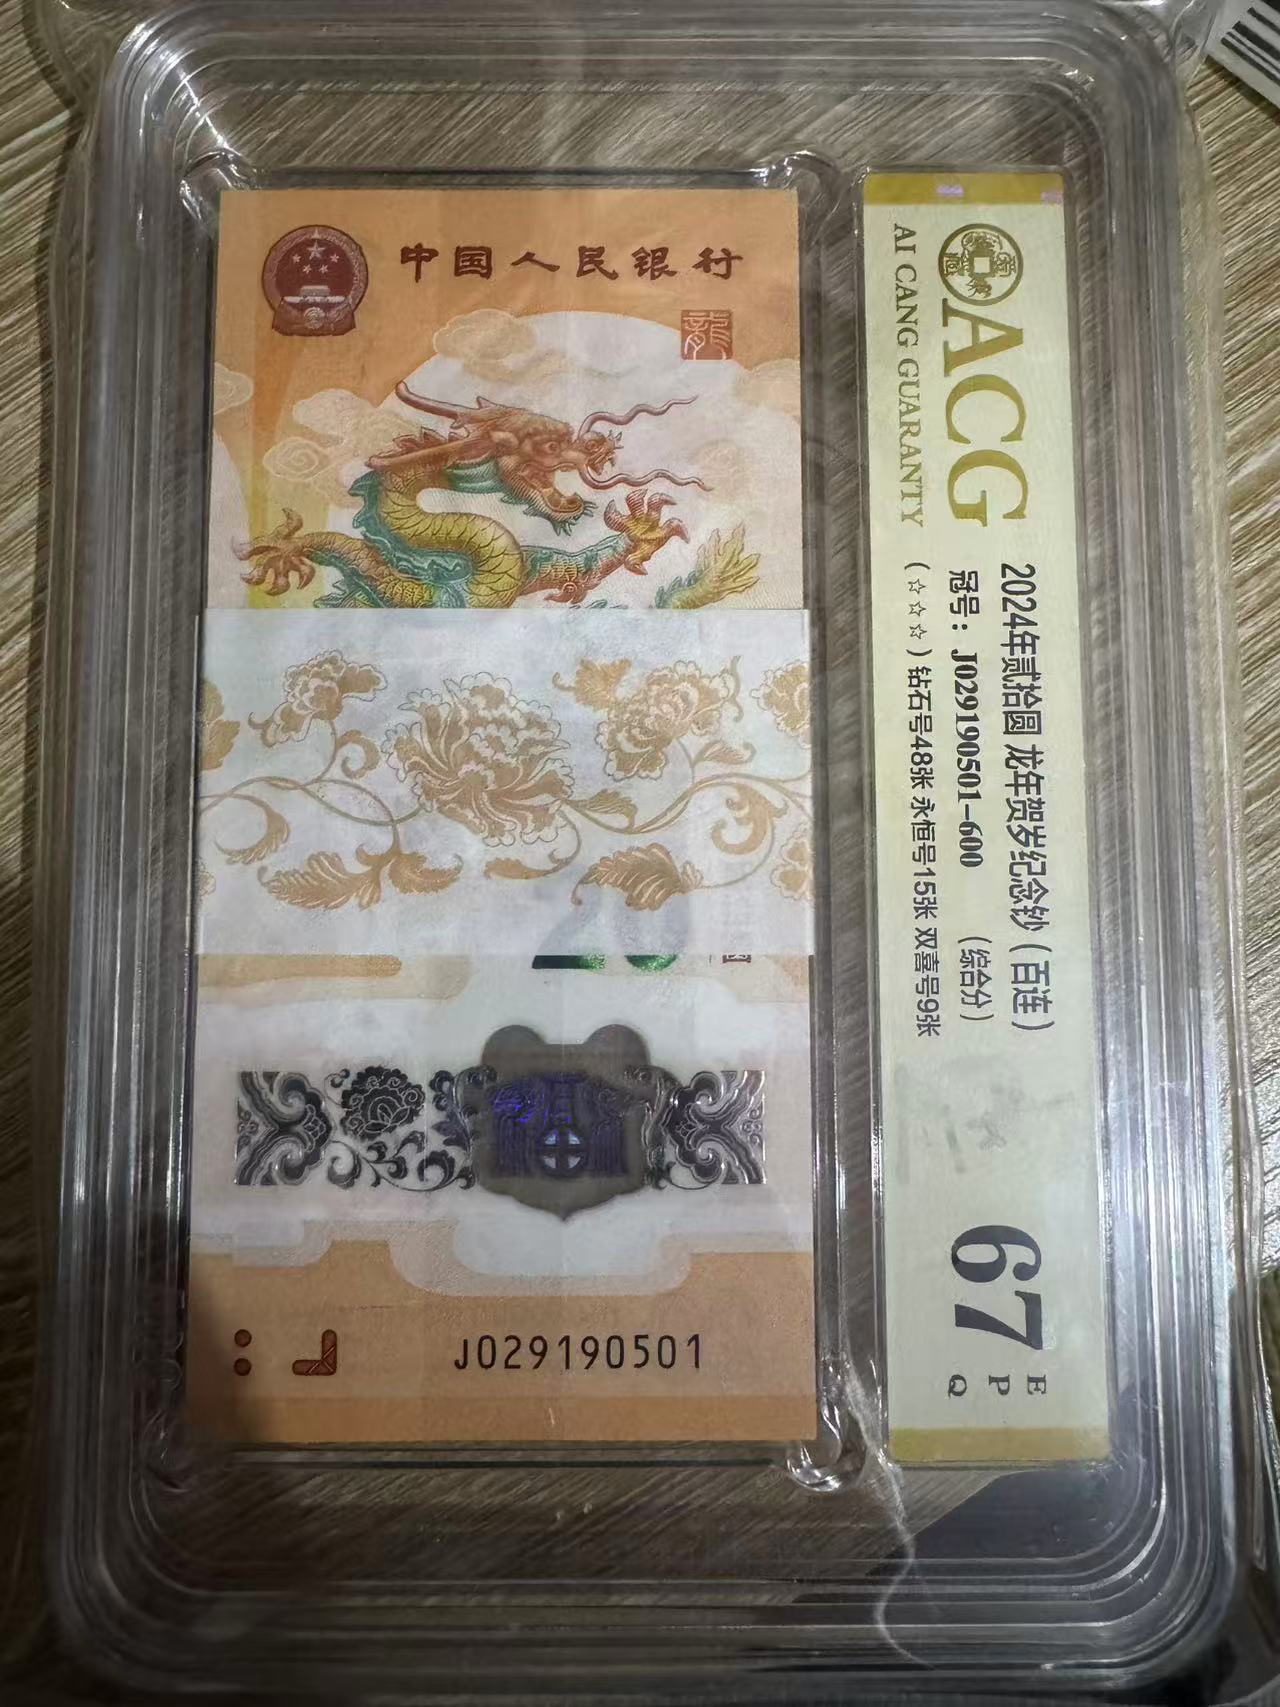 中国人民银行
龍
J029190501
ACG
AI CANG GUARANTY
2024年贰拾圆 龙年贺岁纪念钞（百连）
冠号：J029190501-600 （综合分）
（☆☆☆）钻石号48张 永恒号15张 双喜号9张
67
E
P
Q